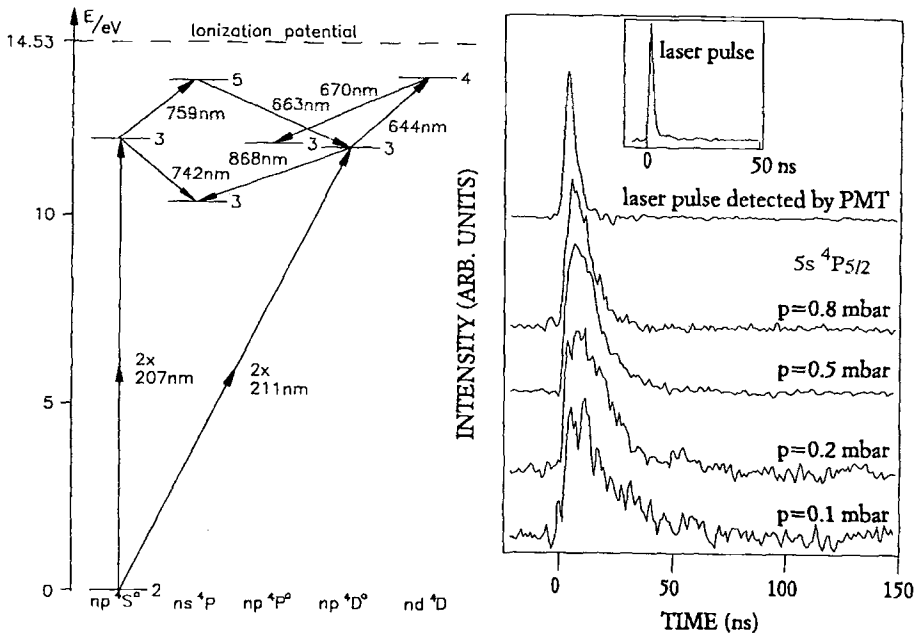 E/eV
14.53
Ionization potential
5
4
759nm
663nm
670nm
644nm
3
3
3
868nm
742nm
3
10
2x
207nm
2x
211nm
5
0
2
np ⁴S° ns ⁴P np ⁴P° np ⁴D° nd ⁴D
INTENSITY (ARB. UNITS)
laser pulse
0 50 ns
laser pulse detected by PMT
5s ⁴P5/2
p=0.8 mbar
p=0.5 mbar
p=0.2 mbar
p=0.1 mbar
0 50 100 150
TIME (ns)